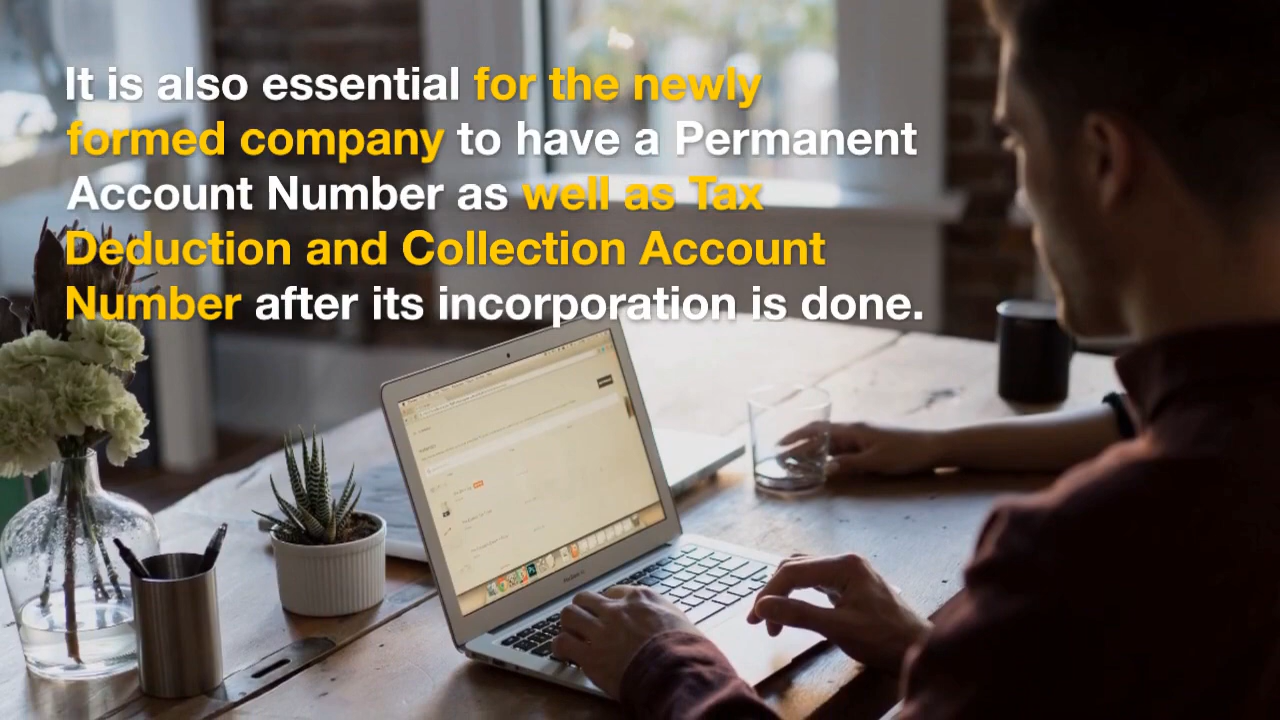 It is also essential for the newly
formed company to have a Permanent
Account Number as well as Tax
Deduction and Collection Account
Number after its incorporation is done.